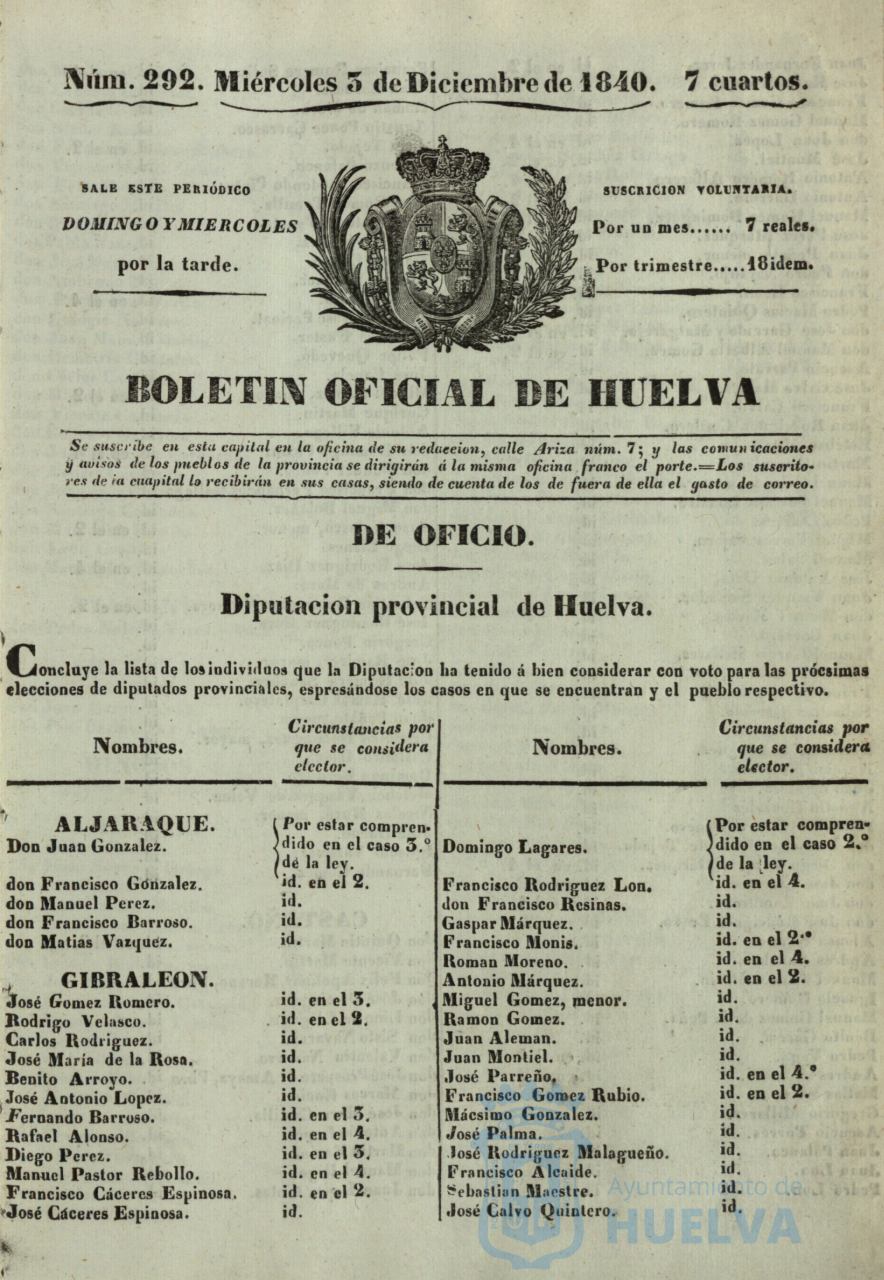 Núm. 292. Miércoles 3 de Diciembre de 1840. 7 cuartos.
SALE ESTE PERIÓDICO
DOMINGO Y MIERCOLES
por la tarde.
SUSCRICION VOLUNTARIA.
Por un mes...... 7 reales.
Por trimestre.....18 idem.
BOLETIN OFICIAL DE HUELVA
Se suscribe en esta capital en la oficina de su redaccion, calle Ariza núm. 7; y las comunicaciones
y avisos de los pueblos de la provincia se dirigirán á la misma oficina franco el porte.=Los suscrito-
res de la cuapital lo recibirán en sus casas, siendo de cuenta de los de fuera de ella el gasto de correo.
DE OFICIO.
Diputacion provincial de Huelva.
Concluye la lista de los individuos que la Diputacion ha tenido á bien considerar con voto para las prócsimas
elecciones de diputados provinciales, espresándose los casos en que se encuentran y el pueblo respectivo.
Nombres.
Circunstancias por
que se considera
elector.
ALJARAQUE.
Don Juan Gonzalez.
Por estar compren-
dido en el caso 3.º
de la ley.
don Francisco Gonzalez. id. en el 2.
don Manuel Perez. id.
don Francisco Barroso. id.
don Matias Vazquez. id.
GIBRALEON.
José Gomez Romero. id. en el 3.
Rodrigo Velasco. id. en el 2.
Carlos Rodriguez. id.
José María de la Rosa. id.
Benito Arroyo. id.
José Antonio Lopez. id.
Fernando Barroso. id. en el 3.
Rafael Alonso. id. en el 4.
Diego Perez. id. en el 3.
Manuel Pastor Rebollo. id. en el 4.
Francisco Cáceres Espinosa. id. en el 2.
José Cáceres Espinosa. id.
Nombres.
Circunstancias por
que se considera
elector.
Domingo Lagares.
Por estar compren-
dido en el caso 2.º
de la ley.
Francisco Rodriguez Lon. id. en el 4.
don Francisco Resinas. id.
Gaspar Márquez. id.
Francisco Monis. id. en el 2.º
Roman Moreno. id. en el 4.
Antonio Márquez. id. en el 2.
Miguel Gomez, menor. id.
Ramon Gomez. id.
Juan Aleman. id.
Juan Montiel. id.
José Parreño. id. en el 4.º
Francisco Gomez Rubio. id. en el 2.
Mácsimo Gonzalez. id.
José Palma. id.
José Rodriguez Malagueño. id.
Francisco Alcaide. id.
Sebastian Maestre. id.
José Calvo Quintero. id.
Ayuntamiento de
HUELVA